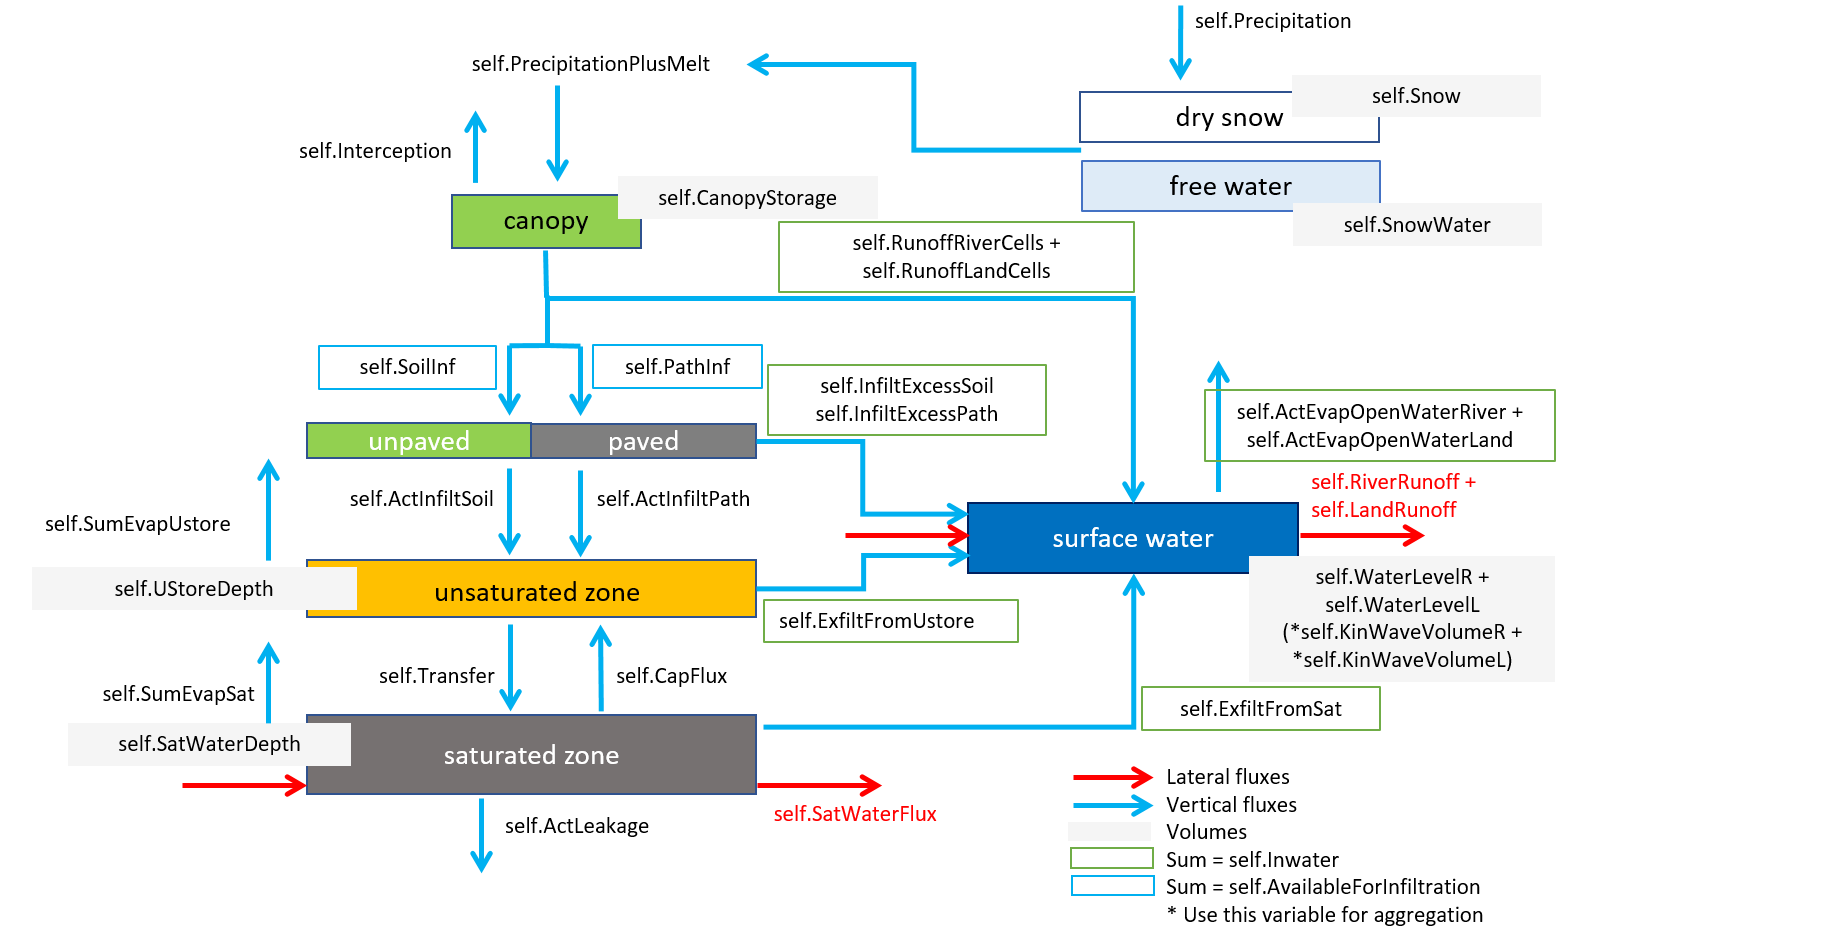 self.Precipitation
self.PrecipitationPlusMelt
self.Snow
dry snow
self.Interception
free water
self.CanopyStorage
canopy
self.SnowWater
self.RunoffRiverCells +
self.RunoffLandCells
self.SoilInf
self.PathInf
self.InfiltExcessSoil
self.InfiltExcessPath
self.ActEvapOpenWaterRiver +
self.ActEvapOpenWaterLand
unpaved
paved
self.RiverRunoff +
self.LandRunoff
self.ActInfiltSoil
self.ActInfiltPath
self.SumEvapUstore
surface water
self.UStoreDepth
unsaturated zone
self.WaterLevelR +
self.WaterLevelL
(*self.KinWaveVolumeR +
*self.KinWaveVolumeL)
self.ExfiltFromUstore
self.Transfer
self.CapFlux
self.SumEvapSat
self.ExfiltFromSat
self.SatWaterDepth
saturated zone
self.SatWaterFlux
self.ActLeakage
Lateral fluxes
Vertical fluxes
Volumes
Sum = self.Inwater
Sum = self.AvailableForInfiltration
* Use this variable for aggregation